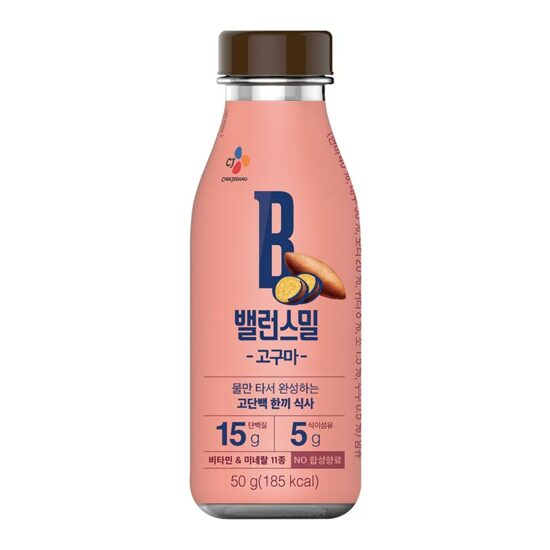 CJ
CHEILJEDANG
B
밸런스밀
- 고구마 -
물만 타서 완성하는
고단백 한끼 식사
15 단백질 g
5 식이섬유 g
비타민 & 미네랄 11종 NO 합성향료
50 g(185 kcal)